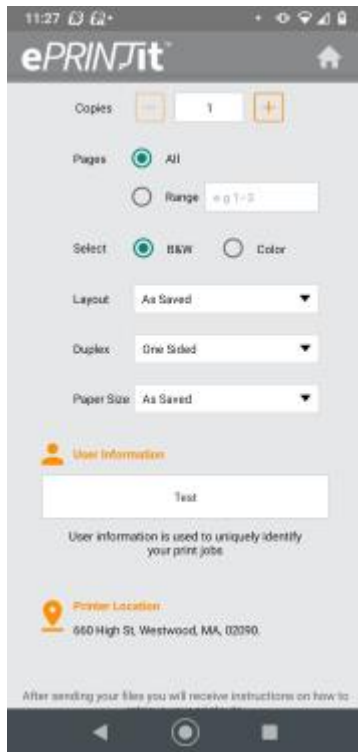 11:27
ePRINTit
Copies 1
Pages All
Range e g 1-3
Select B&W Color
Layout As Saved
Duplex One Sided
Paper Size As Saved
User Information
Test
User information is used to uniquely identify
your print jobs
Printer Location
660 High St, Westwood, MA, 02090.
After sending your files you will receive instructions on how to